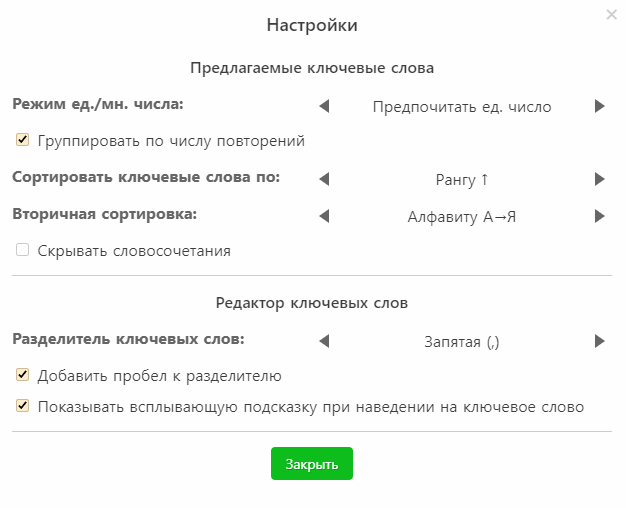 Настройки
Предлагаемые ключевые слова
Режим ед./мн. числа: Предпочитать ед. число
Группировать по числу повторений
Сортировать ключевые слова по: Рангу ↑
Вторичная сортировка: Алфавиту А→Я
Скрывать словосочетания
Редактор ключевых слов
Разделитель ключевых слов: Запятая (,)
Добавить пробел к разделителю
Показывать всплывающую подсказку при наведении на ключевое слово
Закрыть